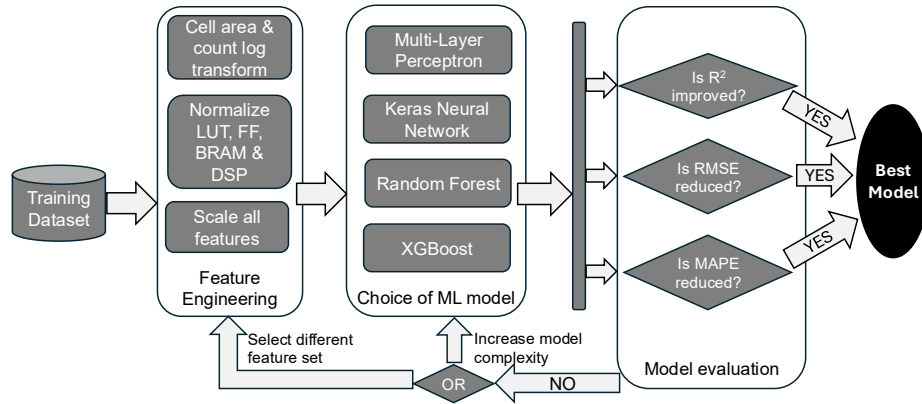 Training
Dataset
Cell area &
count log
transform
Normalize
LUT, FF,
BRAM &
DSP
Scale all
features
Feature
Engineering
Multi-Layer
Perceptron
Keras Neural
Network
Random Forest
XGBoost
Choice of ML model
Is R²
improved?
Is RMSE
reduced?
Is MAPE
reduced?
Model evaluation
YES
YES
YES
Best
Model
Select different
feature set
Increase model
complexity
OR
NO